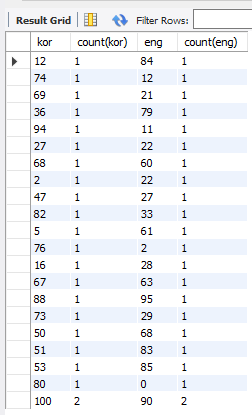 Result Grid Filter Rows:
kor count(kor) eng count(eng)
12 1 84 1
74 1 12 1
69 1 21 1
36 1 79 1
94 1 11 1
27 1 22 1
68 1 60 1
2 1 22 1
47 1 27 1
82 1 33 1
5 1 61 1
76 1 2 1
16 1 28 1
67 1 63 1
88 1 95 1
73 1 29 1
50 1 68 1
51 1 83 1
53 1 85 1
80 1 0 1
100 2 90 2